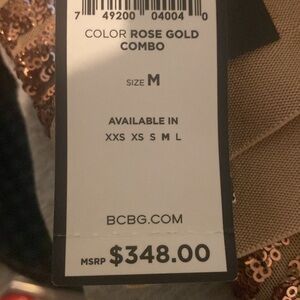 7 49200 04004 0
COLOR ROSE GOLD
COMBO
SIZE M
AVAILABLE IN
XXS XS S M L
BCBG.COM
MSRP $348.00